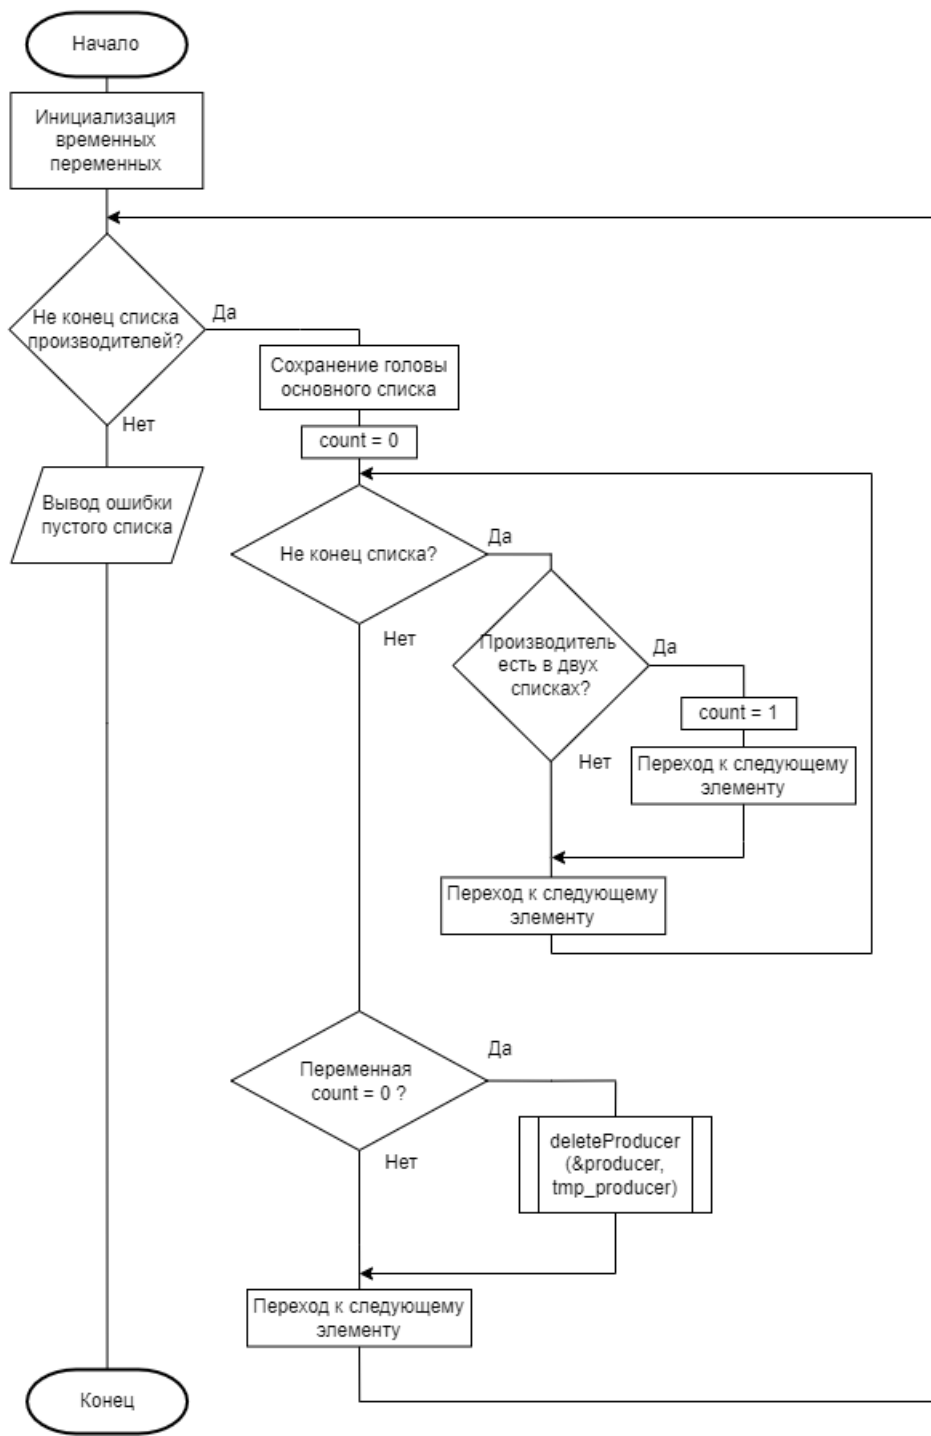 Начало
Инициализация
временных
переменных
Не конец списка
производителей?
Да
Нет
Сохранение головы
основного списка
count = 0
Вывод ошибки
пустого списка
Не конец списка?
Да
Нет
Производитель
есть в двух
списках?
Да
count = 1
Нет
Переход к следующему
элементу
Переход к следующему
элементу
Переменная
count = 0 ?
Да
Нет
deleteProducer
(&producer,
tmp_producer)
Переход к следующему
элементу
Конец